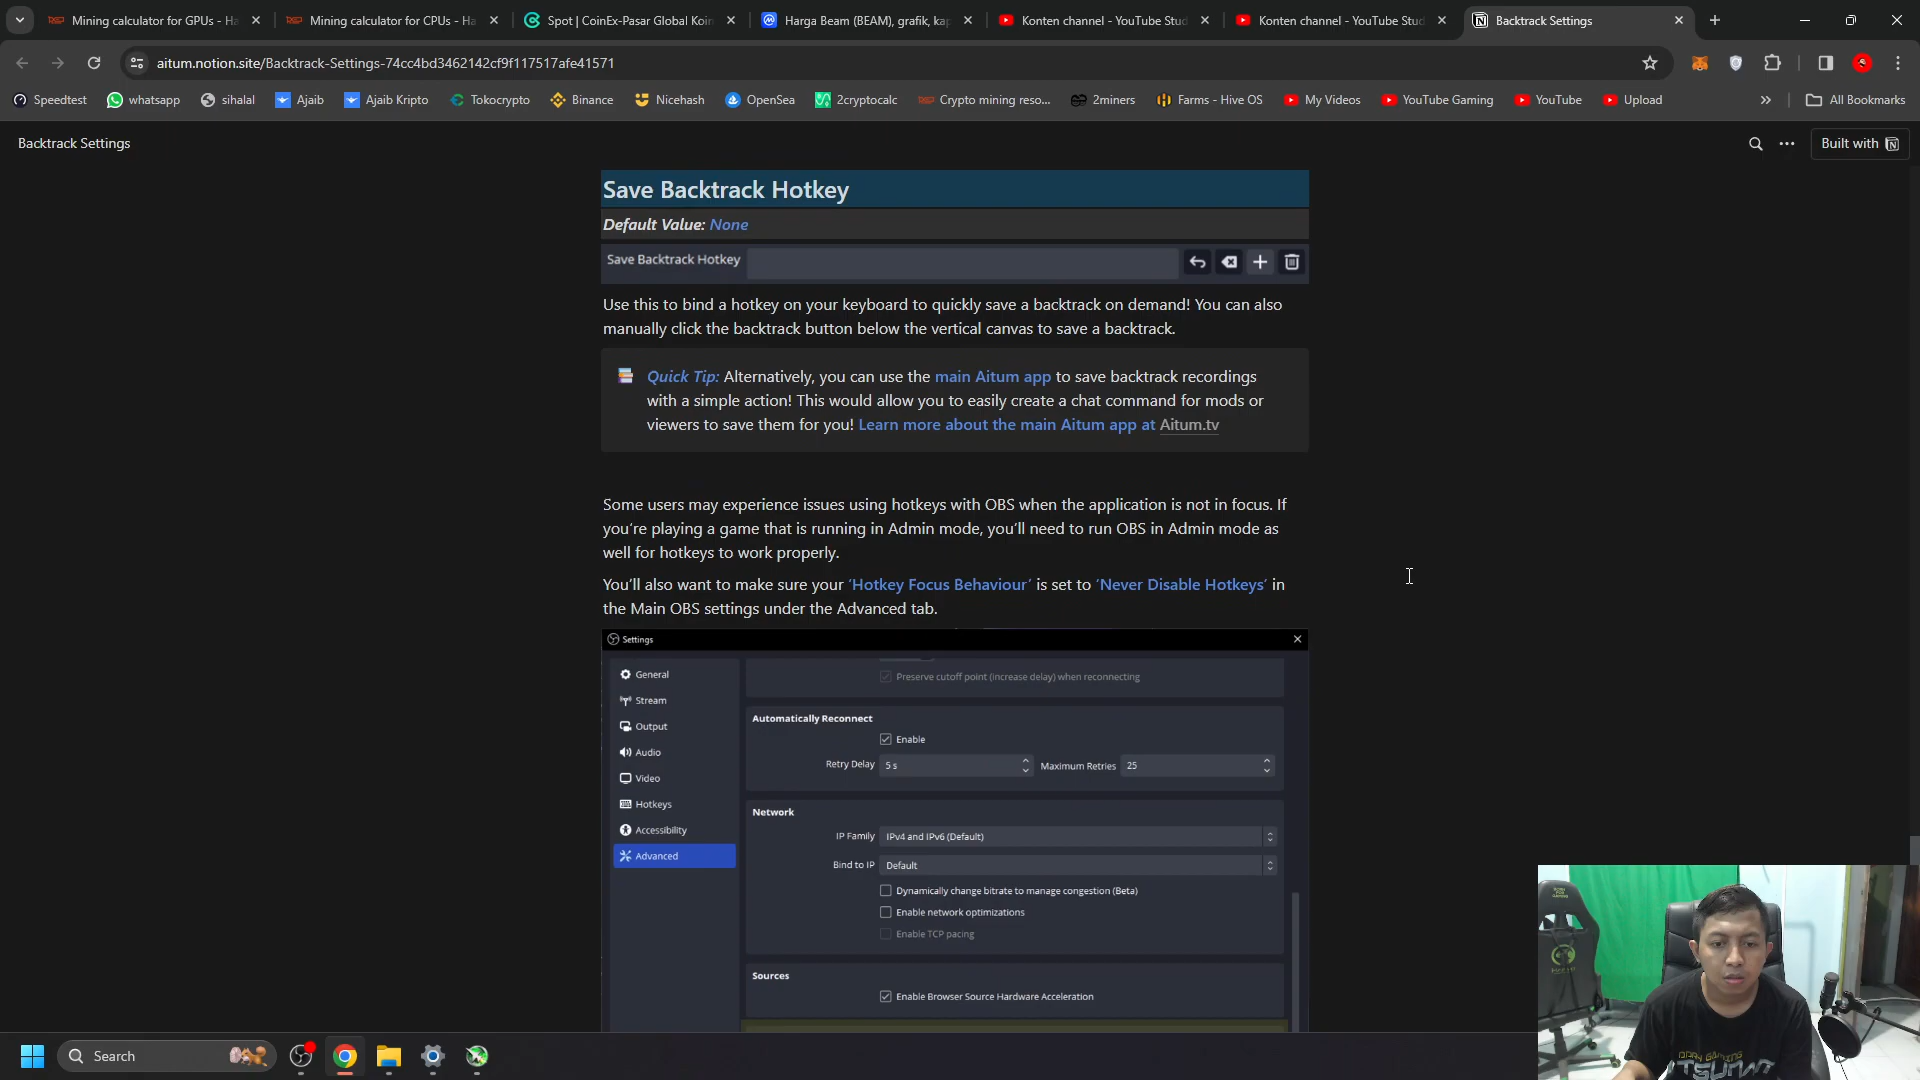 Mining calculator for GPUs - Ha
Mining calculator for CPUs - Ha
Spot | CoinEx-Pasar Global Koin
Harga Beam (BEAM), grafik, kap
Konten channel - YouTube Stud
Konten channel - YouTube Stud
Backtrack Settings
aitum.notion.site/Backtrack-Settings-74cc4bd3462142cf9f117517afe41571
Speedtest
whatsapp
sihalal
Ajaib
Ajaib Kripto
Tokocrypto
Binance
Nicehash
OpenSea
2cryptocalc
Crypto mining reso...
2miners
Farms - Hive OS
My Videos
YouTube Gaming
YouTube
Upload
All Bookmarks
Backtrack Settings
Built with
Save Backtrack Hotkey
Default Value: None
Save Backtrack Hotkey
Use this to bind a hotkey on your keyboard to quickly save a backtrack on demand! You can also
manually click the backtrack button below the vertical canvas to save a backtrack.
Quick Tip: Alternatively, you can use the main Aitum app to save backtrack recordings
with a simple action! This would allow you to easily create a chat command for mods or
viewers to save them for you! Learn more about the main Aitum app at Aitum.tv
Some users may experience issues using hotkeys with OBS when the application is not in focus. If
you're playing a game that is running in Admin mode, you'll need to run OBS in Admin mode as
well for hotkeys to work properly.
You'll also want to make sure your 'Hotkey Focus Behaviour' is set to 'Never Disable Hotkeys' in
the Main OBS settings under the Advanced tab.
Settings
General
Stream
Output
Audio
Video
Hotkeys
Accessibility
Advanced
Preserve cutoff point (increase delay) when reconnecting
Automatically Reconnect
Enable
Retry Delay
5 s
Maximum Retries
25
Network
IP Family
IPv4 and IPv6 (Default)
Bind to IP
Default
Dynamically change bitrate to manage congestion (Beta)
Enable network optimizations
Enable TCP pacing
Sources
Enable Browser Source Hardware Acceleration
Search